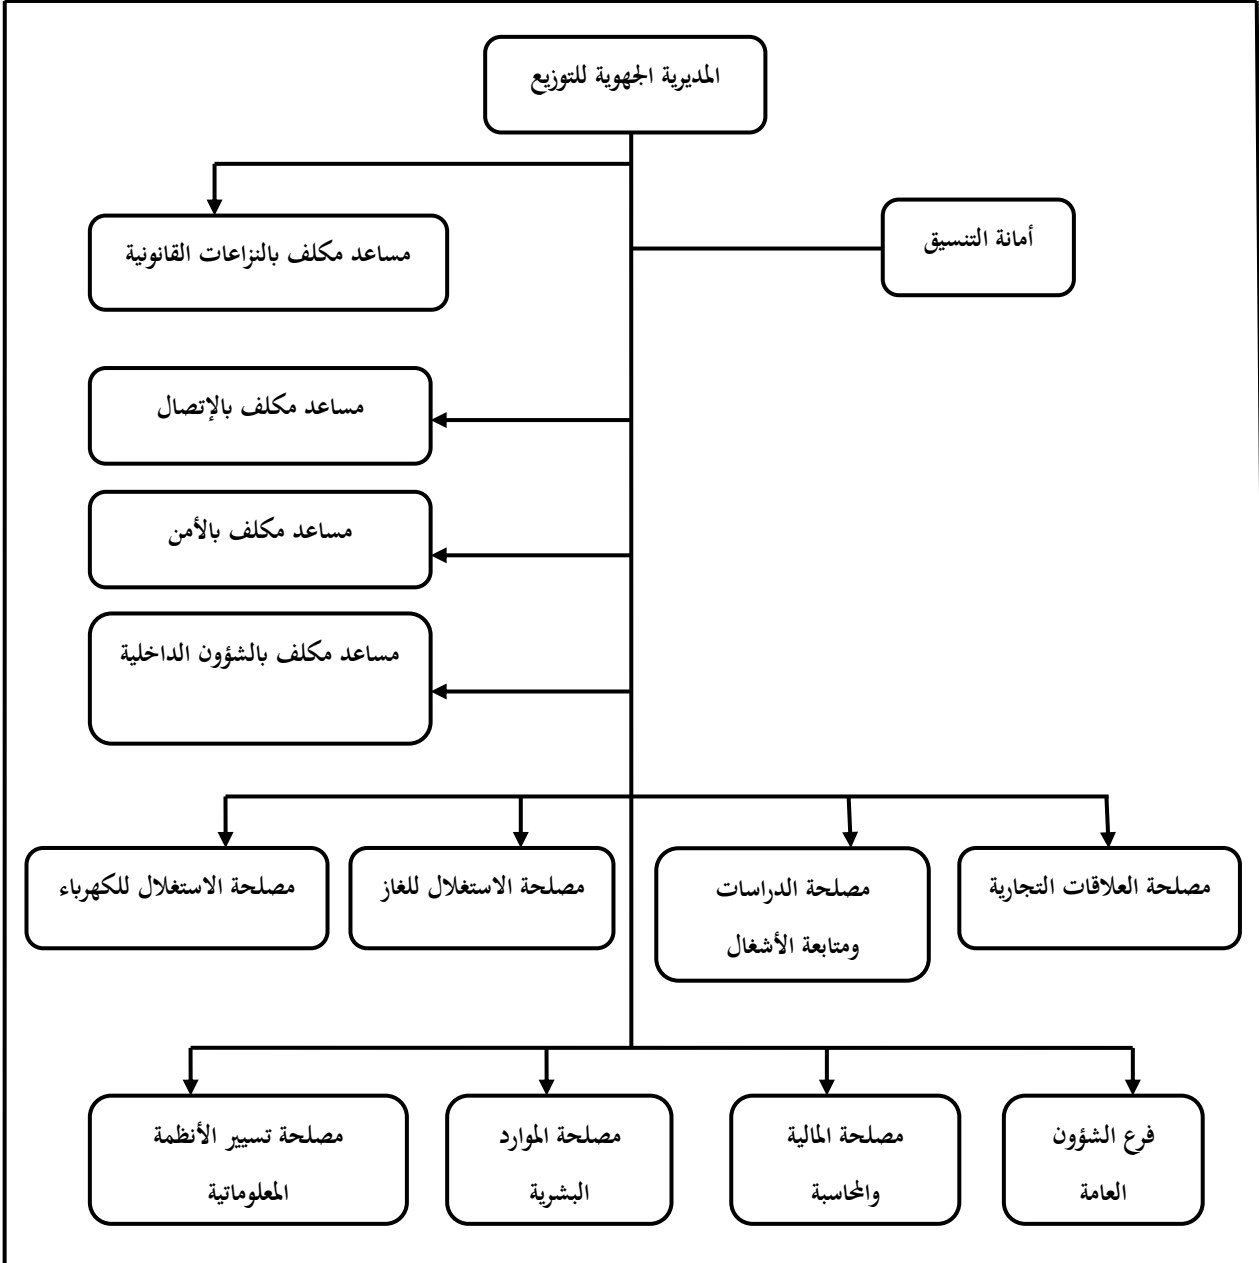 المديرية الجهوية للتوزيع
أمانة التنسيق
مساعد مكلف بالنزاعات القانونية
مساعد مكلف بالإتصال
مساعد مكلف بالأمن
مساعد مكلف بالشؤون الداخلية
مصلحة العلاقات التجارية
مصلحة الدراسات
ومتابعة الأشغال
مصلحة الاستغلال للغاز
مصلحة الاستغلال للكهرباء
فرع الشؤون
العامة
مصلحة المالية
والمحاسبة
مصلحة الموارد
البشرية
مصلحة تسيير الأنظمة
المعلوماتية